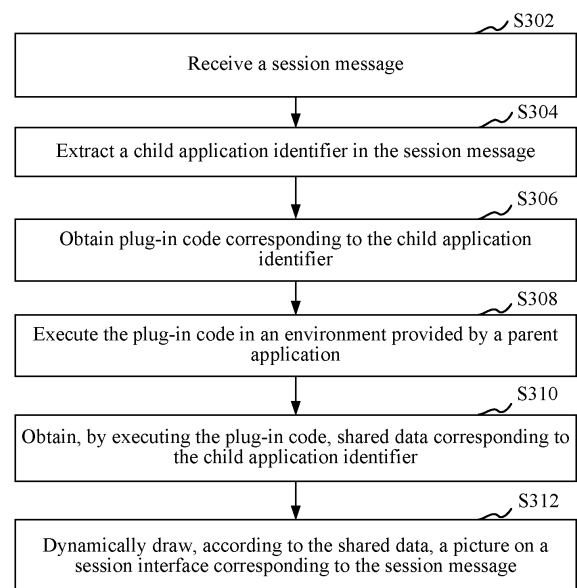 S302
Receive a session message
S304
Extract a child application identifier in the session message
S306
Obtain plug-in code corresponding to the child application
identifier
S308
Execute the plug-in code in an environment provided by a parent
application
S310
Obtain, by executing the plug-in code, shared data corresponding to
the child application identifier
S312
Dynamically draw, according to the shared data, a picture on a
session interface corresponding to the session message